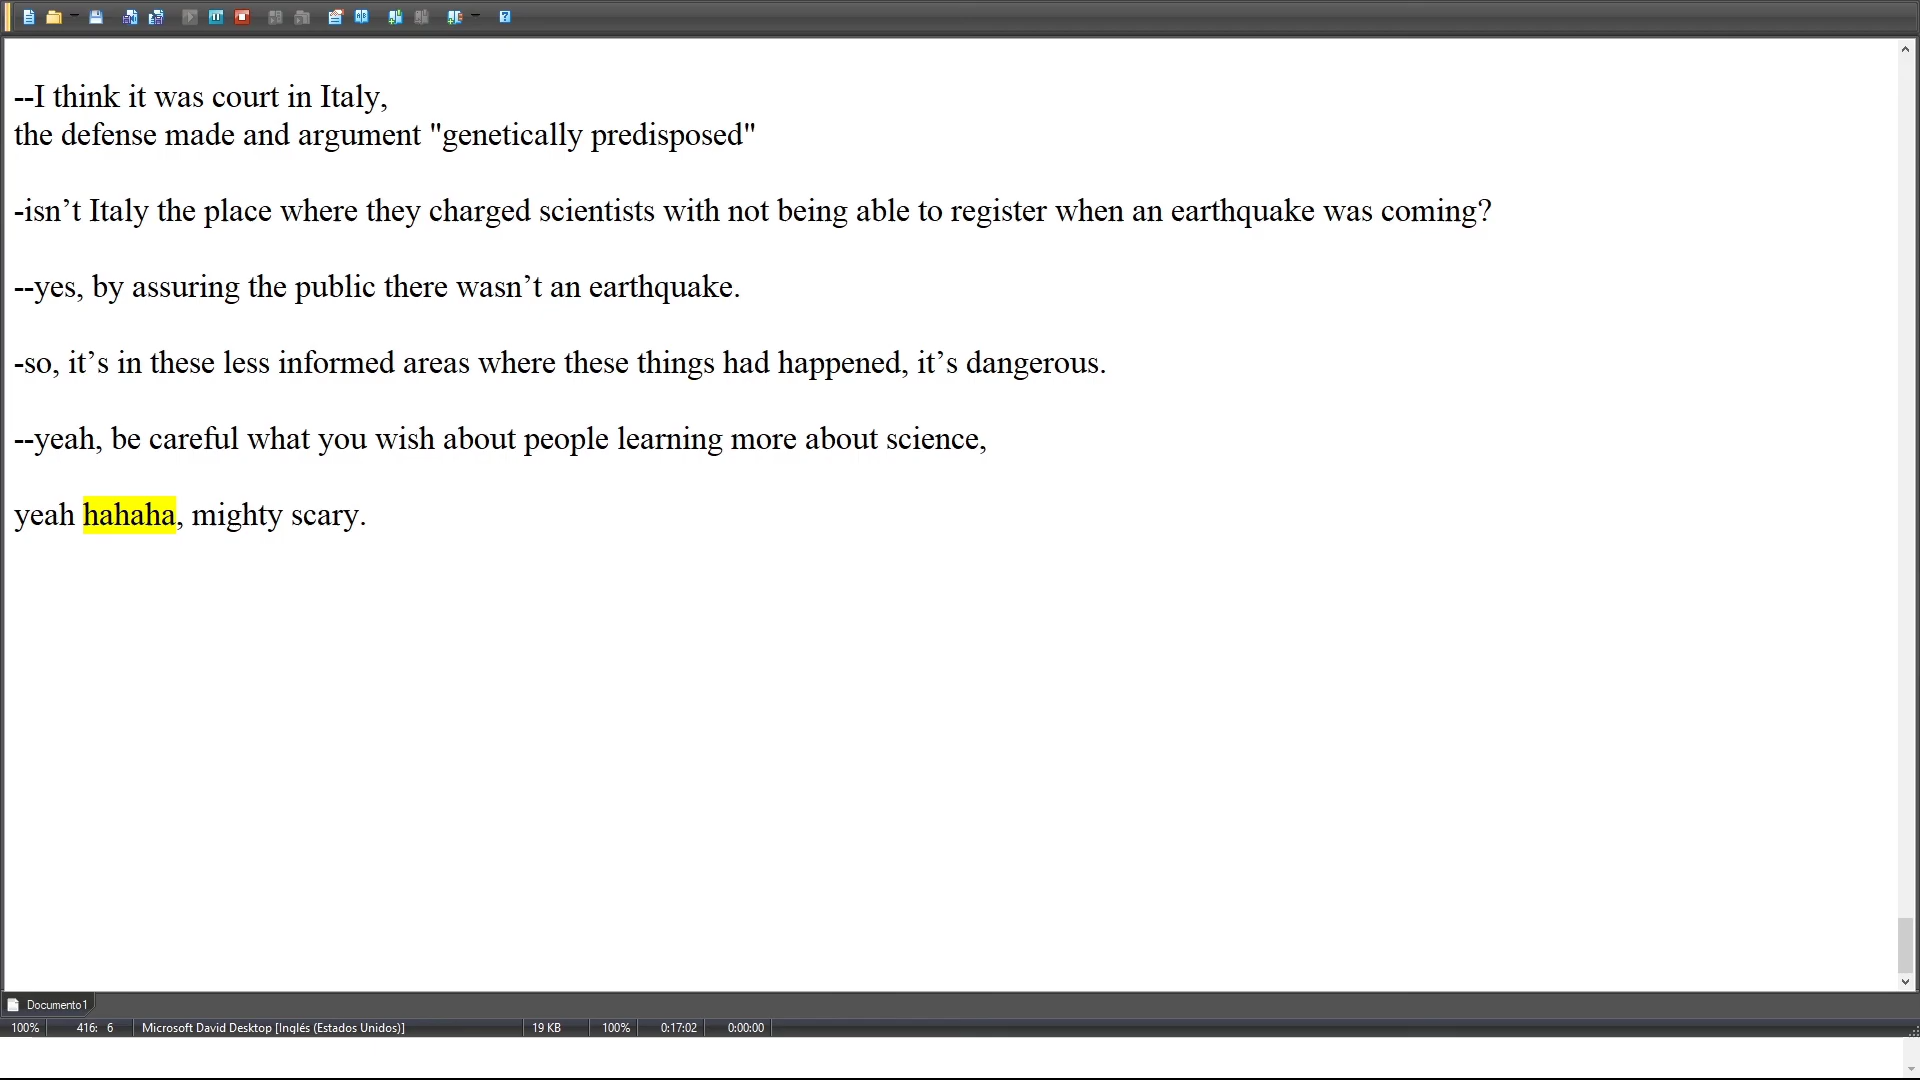 --I think it was court in Italy,
the defense made and argument "genetically predisposed"
-isn’t Italy the place where they charged scientists with not being able to register when an earthquake was coming?
--yes, by assuring the public there wasn’t an earthquake.
-so, it’s in these less informed areas where these things had happened, it’s dangerous.
--yeah, be careful what you wish about people learning more about science,
yeah hahaha, mighty scary.
Documento1
100% 416: 6 Microsoft David Desktop [Inglés (Estados Unidos)] 19 KB 100% 0:17:02 0:00:00